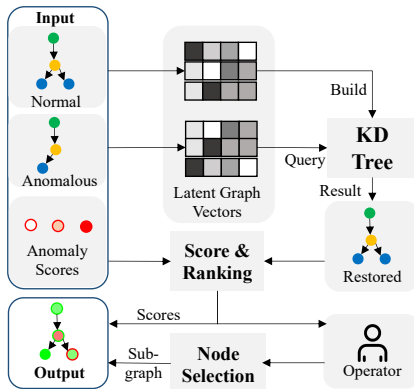 Input
Normal
Anomalous
Anomaly
Scores
Latent Graph
Vectors
Build
Query
KD
Tree
Result
Restored
Score &
Ranking
Scores
Output
Sub-
graph
Node
Selection
Operator